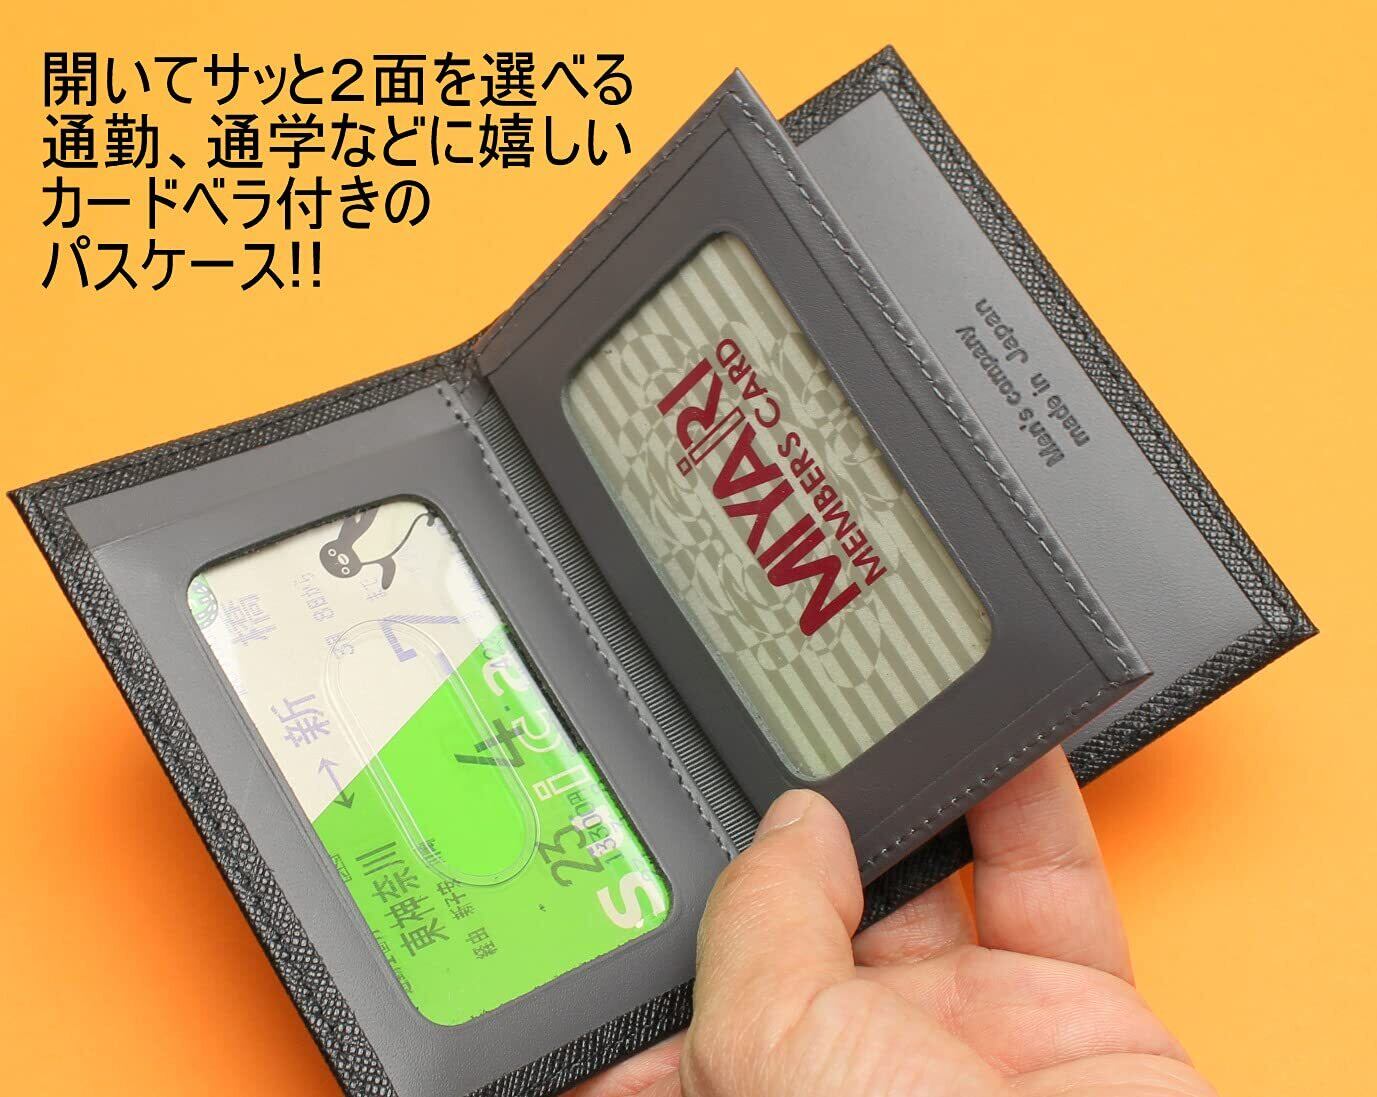 開いてサッと２面を選べる
通勤、通学などに嬉しい
カードベラ付きの
パスケース!!
Men's company
made in Japan
MIYARI
MEMBERS CARD
新
東神奈川
Suica